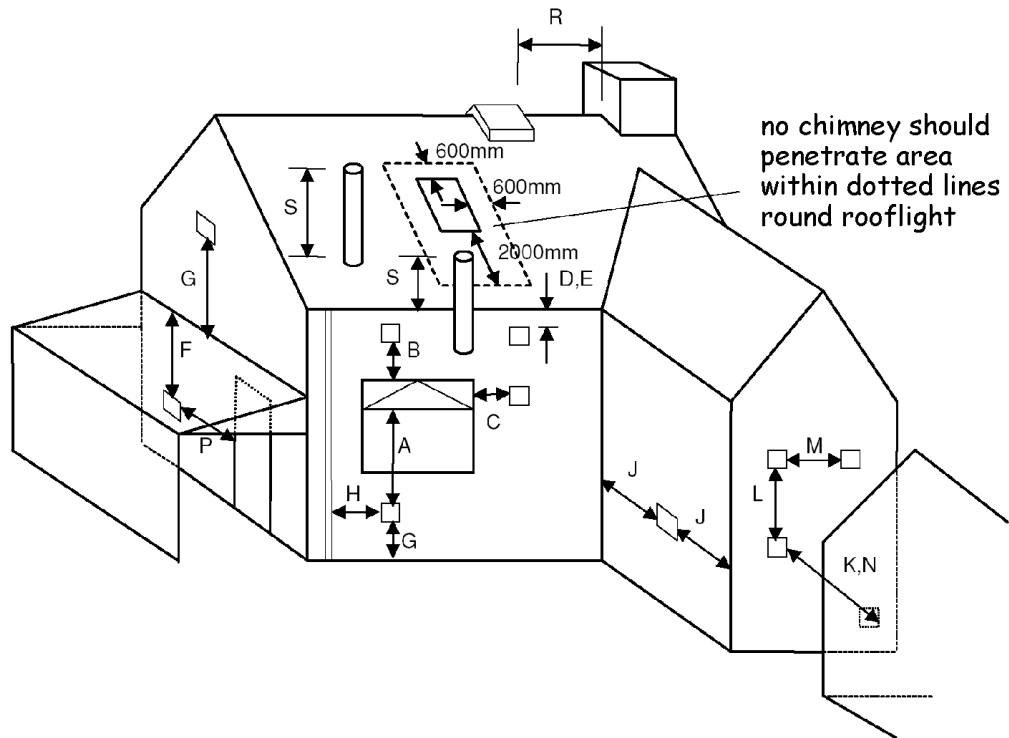 R
no chimney should
penetrate area
within dotted lines
round rooflight
600mm
600mm
S
2000mm
S
D,E
G
F
B
C
P
A
H
G
J
J
M
L
K,N